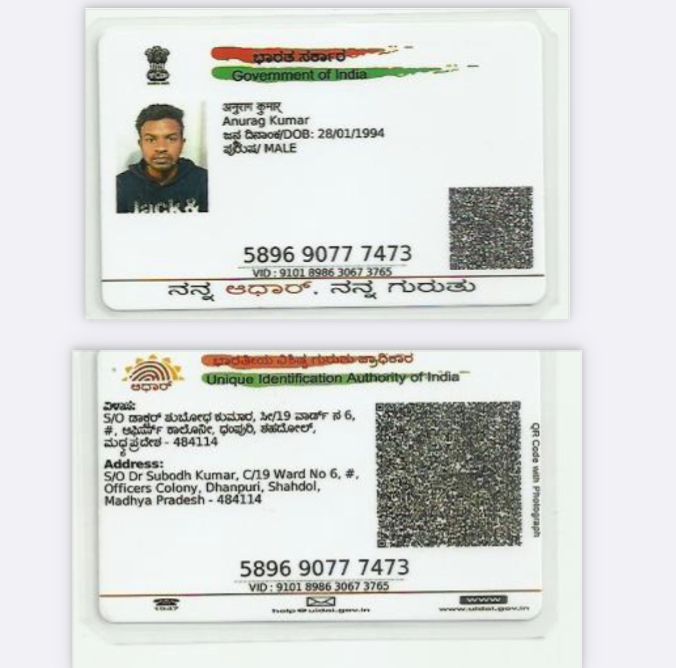 ಭಾರತ ಸರ್ಕಾರ
Government of India
अनुराग कुमार्
Anurag Kumar
ಜನ್ಮ ದಿನಾಂಕ/DOB: 28/01/1994
ಪುರುಷ/ MALE
Jack &
5896 9077 7473
VID : 9101 8986 3067 3765
ನನ್ನ ಆಧಾರ್, ನನ್ನ ಗುರುತು
ಭಾರತೀಯ ವಿಶಿಷ್ಟ ಗುರುತು ಪ್ರಾಧಿಕಾರ
Unique Identification Authority of India
ಆಧಾರ್
ವಿಳಾಸ:
S/O ಡಾಕ್ಟರ್ ಶುಬೋಧ ಕುಮಾರ, ಸೀ/19 ವಾರ್ಡ್ ನ 6,
#, ಆಫಿಸರ್ಸ್ ಕಾಲೊನೀ, ಧಂಪುರಿ, ಶಹದೋಲ್,
ಮಧ್ಯ ಪ್ರದೇಶ - 484114
Address:
S/O Dr Subodh Kumar, C/19 Ward No 6, #,
Officers Colony, Dhanpuri, Shahdol,
Madhya Pradesh - 484114
QR Code with Photograph
5896 9077 7473
VID : 9101 8986 3067 3765
1947
help@uidai.gov.in
www
www.uidai.gov.in